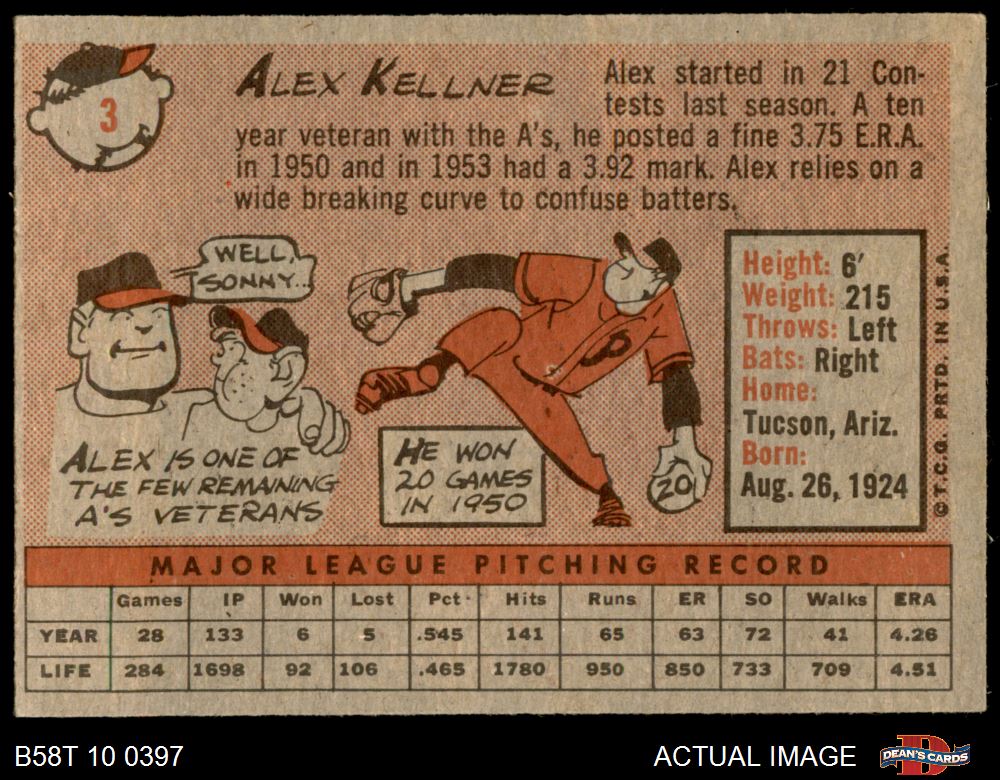 3
ALEX KELLNER
Alex started in 21 Con-
tests last season. A ten
year veteran with the A's, he posted a fine 3.75 E.R.A.
in 1950 and in 1953 had a 3.92 mark. Alex relies on a
wide breaking curve to confuse batters.
WELL,
SONNY...
ALEX IS ONE OF
THE FEW REMAINING
A'S VETERANS
HE WON
20 GAMES
IN 1950
20
Height: 6'
Weight: 215
Throws: Left
Bats: Right
Home:
Tucson, Ariz.
Born:
Aug. 26, 1924
© T.C.G. PRTD. IN U.S.A.
MAJOR LEAGUE PITCHING RECORD
Games IP Won Lost Pct. Hits Runs ER SO Walks ERA
YEAR 28 133 6 5 .545 141 65 63 72 41 4.26
LIFE 284 1698 92 106 .465 1780 950 850 733 709 4.51
B58T 10 0397
ACTUAL IMAGE
DEAN'S CARDS